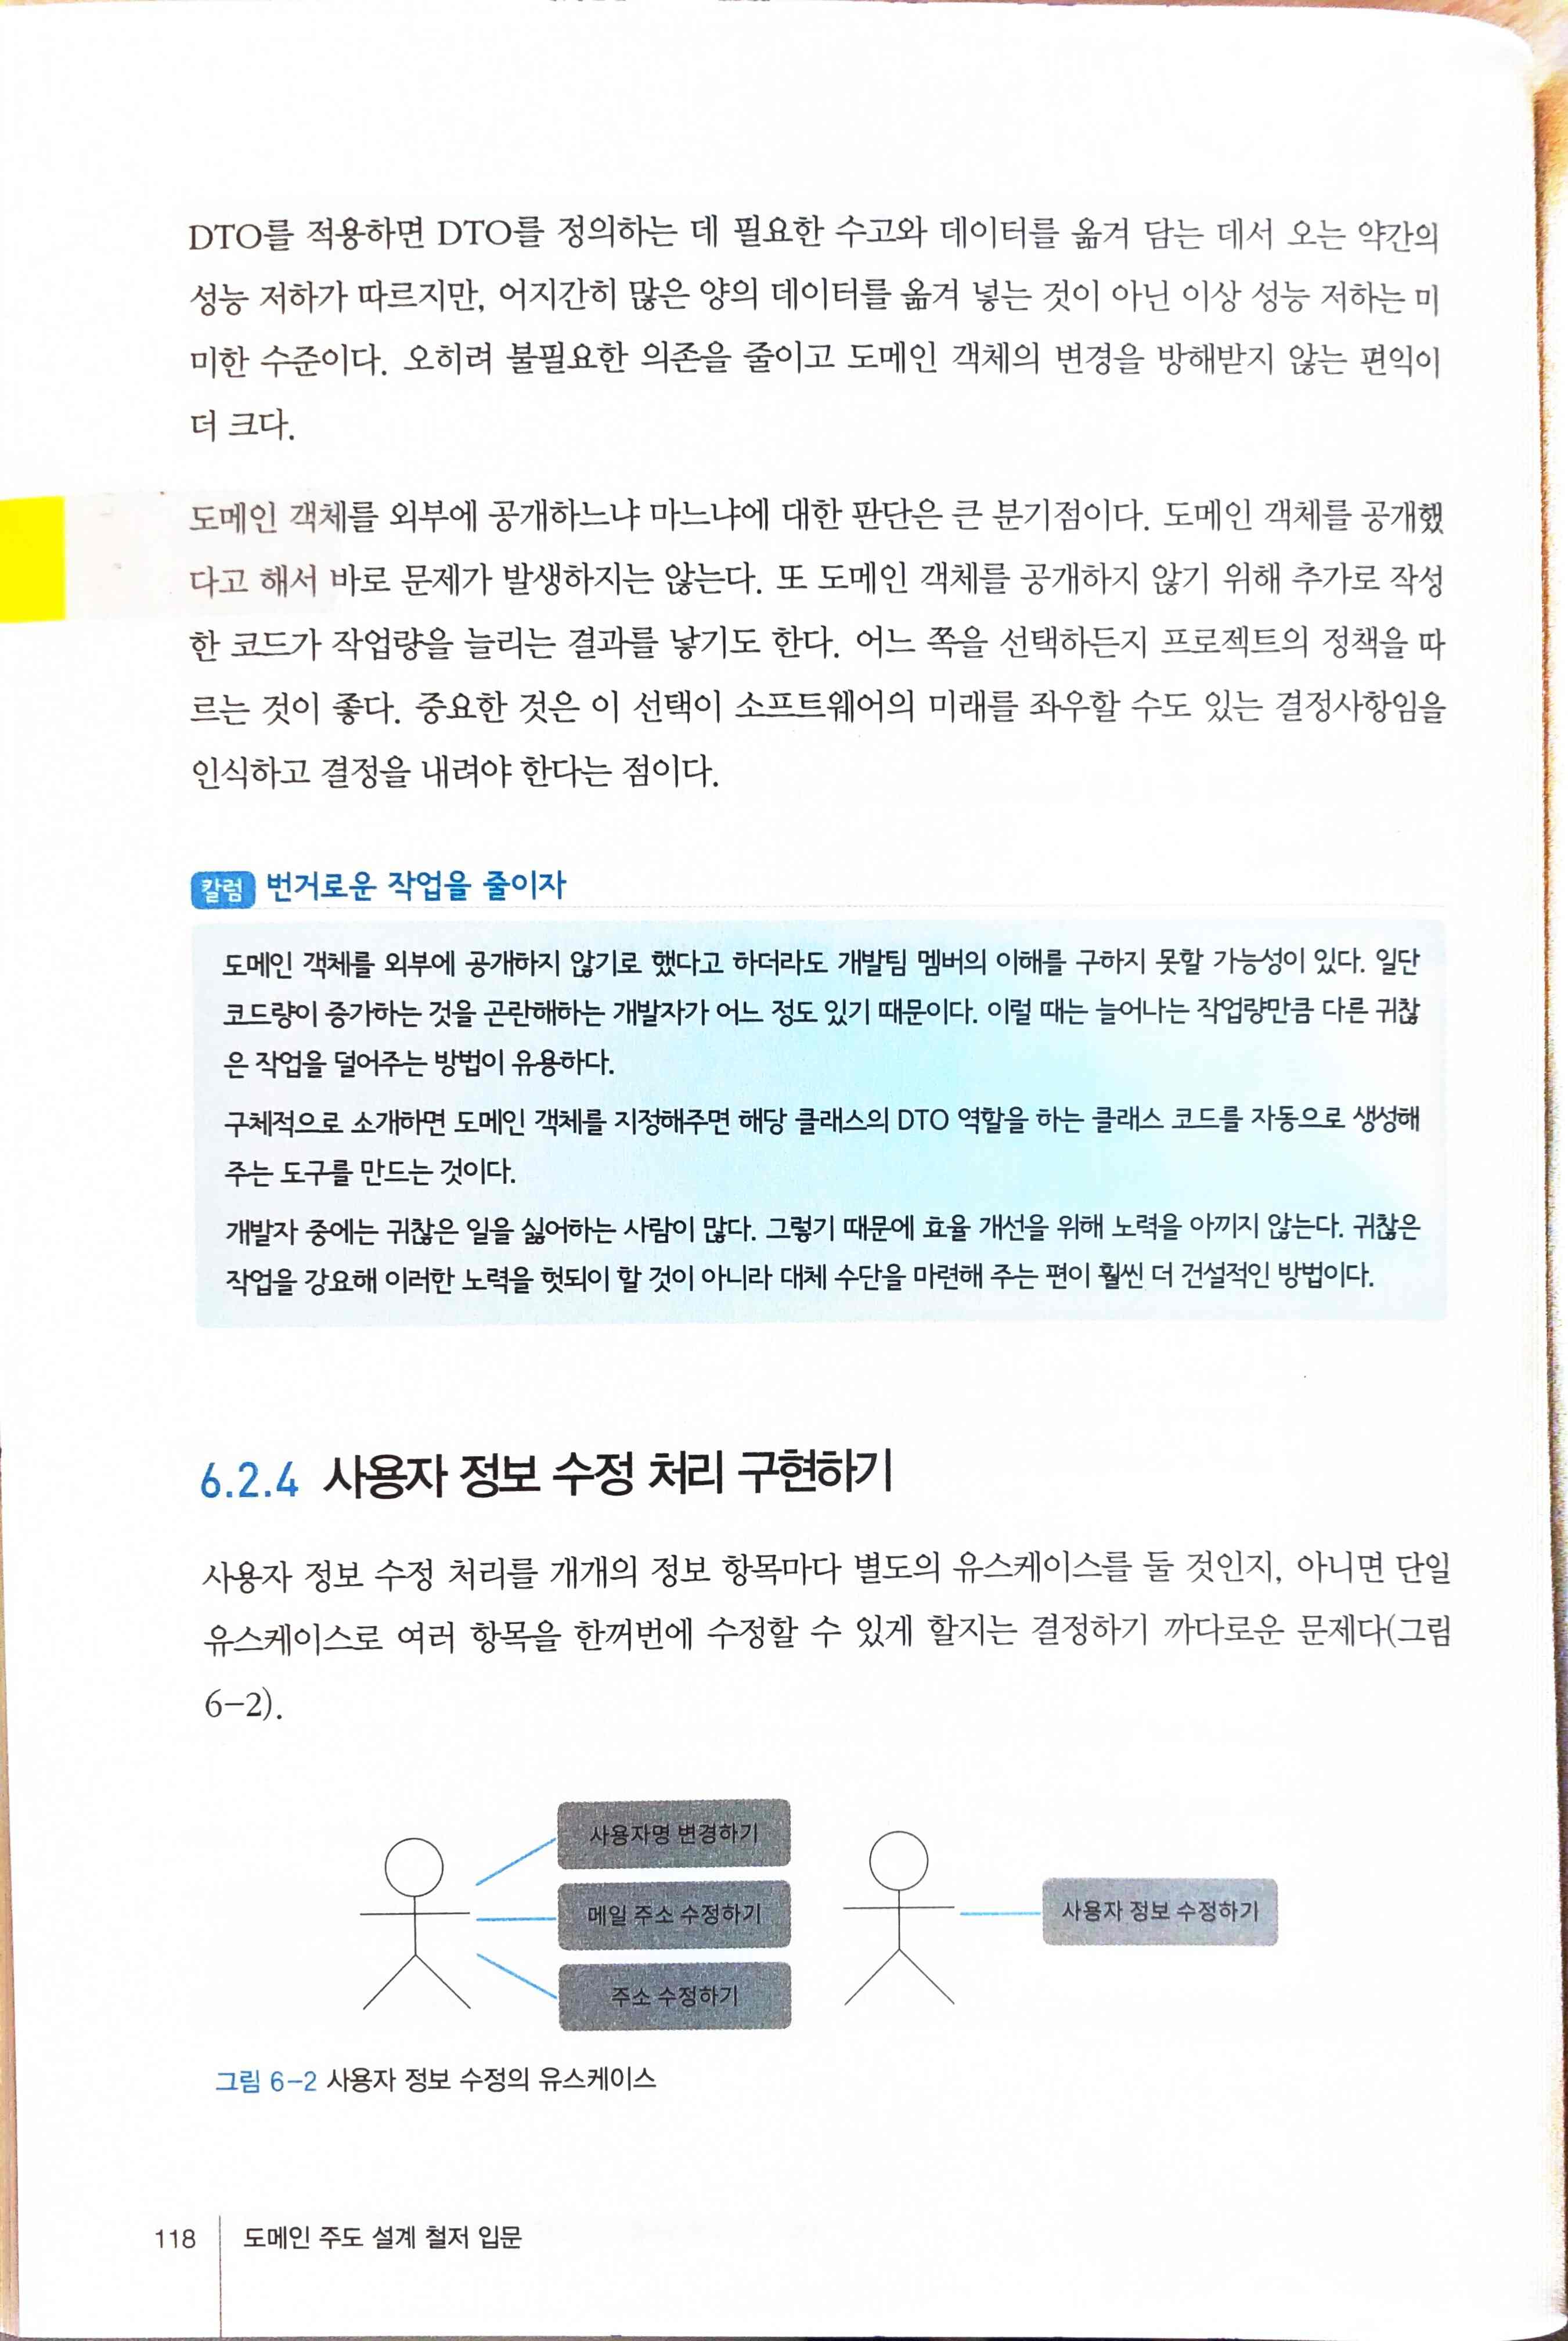 DTO를 적용하면 DTO를 정의하는 데 필요한 수고와 데이터를 옮겨 담는 데서 오는 약간의
성능 저하가 따르지만, 어지간히 많은 양의 데이터를 옮겨 넣는 것이 아닌 이상 성능 저하는 미
미한 수준이다. 오히려 불필요한 의존을 줄이고 도메인 객체의 변경을 방해받지 않는 편익이
더 크다.
도메인 객체를 외부에 공개하느냐 마느냐에 대한 판단은 큰 분기점이다. 도메인 객체를 공개했
다고 해서 바로 문제가 발생하지는 않는다. 또 도메인 객체를 공개하지 않기 위해 추가로 작성
한 코드가 작업량을 늘리는 결과를 낳기도 한다. 어느 쪽을 선택하든지 프로젝트의 정책을 따
르는 것이 좋다. 중요한 것은 이 선택이 소프트웨어의 미래를 좌우할 수도 있는 결정사항임을
인식하고 결정을 내려야 한다는 점이다.
칼럼 번거로운 작업을 줄이자
도메인 객체를 외부에 공개하지 않기로 했다고 하더라도 개발팀 멤버의 이해를 구하지 못할 가능성이 있다. 일단
코드량이 증가하는 것을 곤란해하는 개발자가 어느 정도 있기 때문이다. 이럴 때는 늘어나는 작업량만큼 다른 귀찮
은 작업을 덜어주는 방법이 유용하다.
구체적으로 소개하면 도메인 객체를 지정해주면 해당 클래스의 DTO 역할을 하는 클래스 코드를 자동으로 생성해
주는 도구를 만드는 것이다.
개발자 중에는 귀찮은 일을 싫어하는 사람이 많다. 그렇기 때문에 효율 개선을 위해 노력을 아끼지 않는다. 귀찮은
작업을 강요해 이러한 노력을 헛되이 할 것이 아니라 대체 수단을 마련해 주는 편이 훨씬 더 건설적인 방법이다.
6.2.4 사용자 정보 수정 처리 구현하기
사용자 정보 수정 처리를 개개의 정보 항목마다 별도의 유스케이스를 둘 것인지, 아니면 단일
유스케이스로 여러 항목을 한꺼번에 수정할 수 있게 할지는 결정하기 까다로운 문제다(그림
6-2).
사용자명 변경하기
메일 주소 수정하기
주소 수정하기
사용자 정보 수정하기
그림 6-2 사용자 정보 수정의 유스케이스
118 도메인 주도 설계 철저 입문